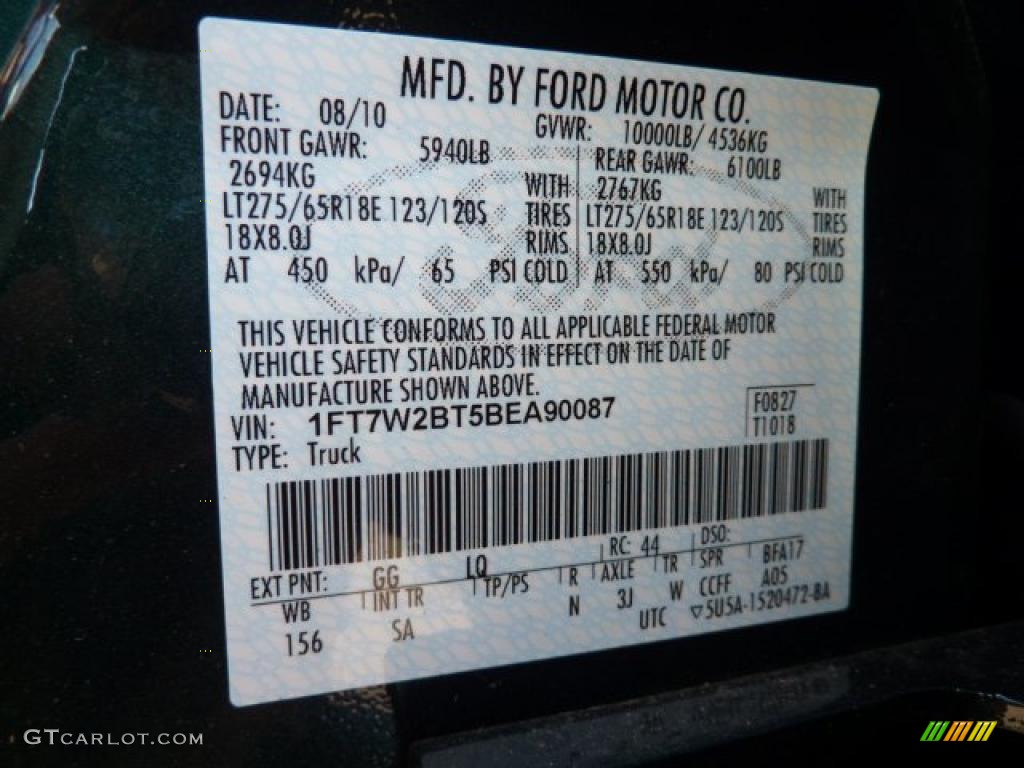 MFD. BY FORD MOTOR CO.
DATE: 08/10 GVWR: 10000LB/ 4536KG
FRONT GAWR: 5940LB REAR GAWR: 6100LB
2694KG WITH 2767KG WITH
LT275/65R18E 123/120S TIRES LT275/65R18E 123/120S TIRES
18X8.0J RIMS 18X8.0J RIMS
AT 450 kPa/ 65 PSI COLD AT 550 kPa/ 80 PSI COLD
THIS VEHICLE CONFORMS TO ALL APPLICABLE FEDERAL MOTOR
VEHICLE SAFETY STANDARDS IN EFFECT ON THE DATE OF
MANUFACTURE SHOWN ABOVE.
VIN: 1FT7W2BT5BEA90087 F0827
TYPE: Truck T1018
EXT PNT: GG LQ RC: 44 DSO:
WB INT TR TP/PS R AXLE TR SPR BFA17
156 SA N 3J W CCFF A05
UTC ▽5U5A-1520472-BA
GTCARLOT.COM